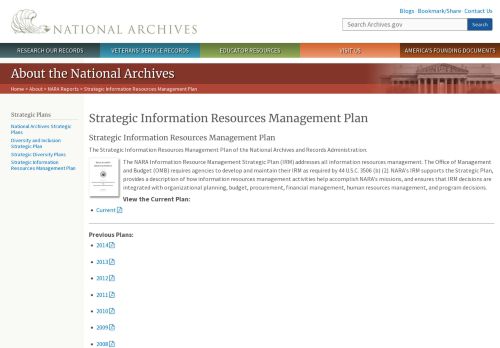 Blogs · Bookmark/Share · Contact Us
NATIONAL ARCHIVES
Search Archives.gov
Search
RESEARCH OUR RECORDS
VETERANS' SERVICE RECORDS
EDUCATOR RESOURCES
VISIT US
AMERICA'S FOUNDING DOCUMENTS
About the National Archives
Home > About > NARA Reports > Strategic Information Resources Management Plan
Strategic Plans
National Archives Strategic
Plans
Diversity and Inclusion
Strategic Plan
Strategic Diversity Plans
Strategic Information
Resources Management Plan
Strategic Information Resources Management Plan
Strategic Information Resources Management Plan
The Strategic Information Resources Management Plan of the National Archives and Records Administration.
The NARA Information Resource Management Strategic Plan (IRM) addresses all information resources management. The Office of Management
and Budget (OMB) requires agencies to develop and maintain their IRM as required by 44 U.S.C. 3506 (b) (2). NARA's IRM supports the Strategic Plan,
provides a description of how information resources management activities help accomplish NARA's missions, and ensures that IRM decisions are
integrated with organizational planning, budget, procurement, financial management, human resources management, and program decisions.
View the Current Plan:
Current
Previous Plans:
2014
2013
2012
2011
2010
2009
2008